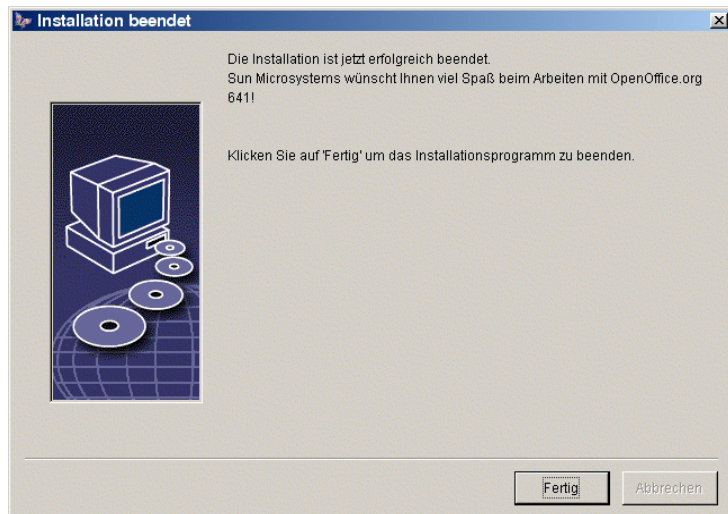 Installation beendet
Die Installation ist jetzt erfolgreich beendet.
Sun Microsystems wünscht Ihnen viel Spaß beim Arbeiten mit OpenOffice.org
641!
Klicken Sie auf 'Fertig' um das Installationsprogramm zu beenden.
Fertig
Abbrechen